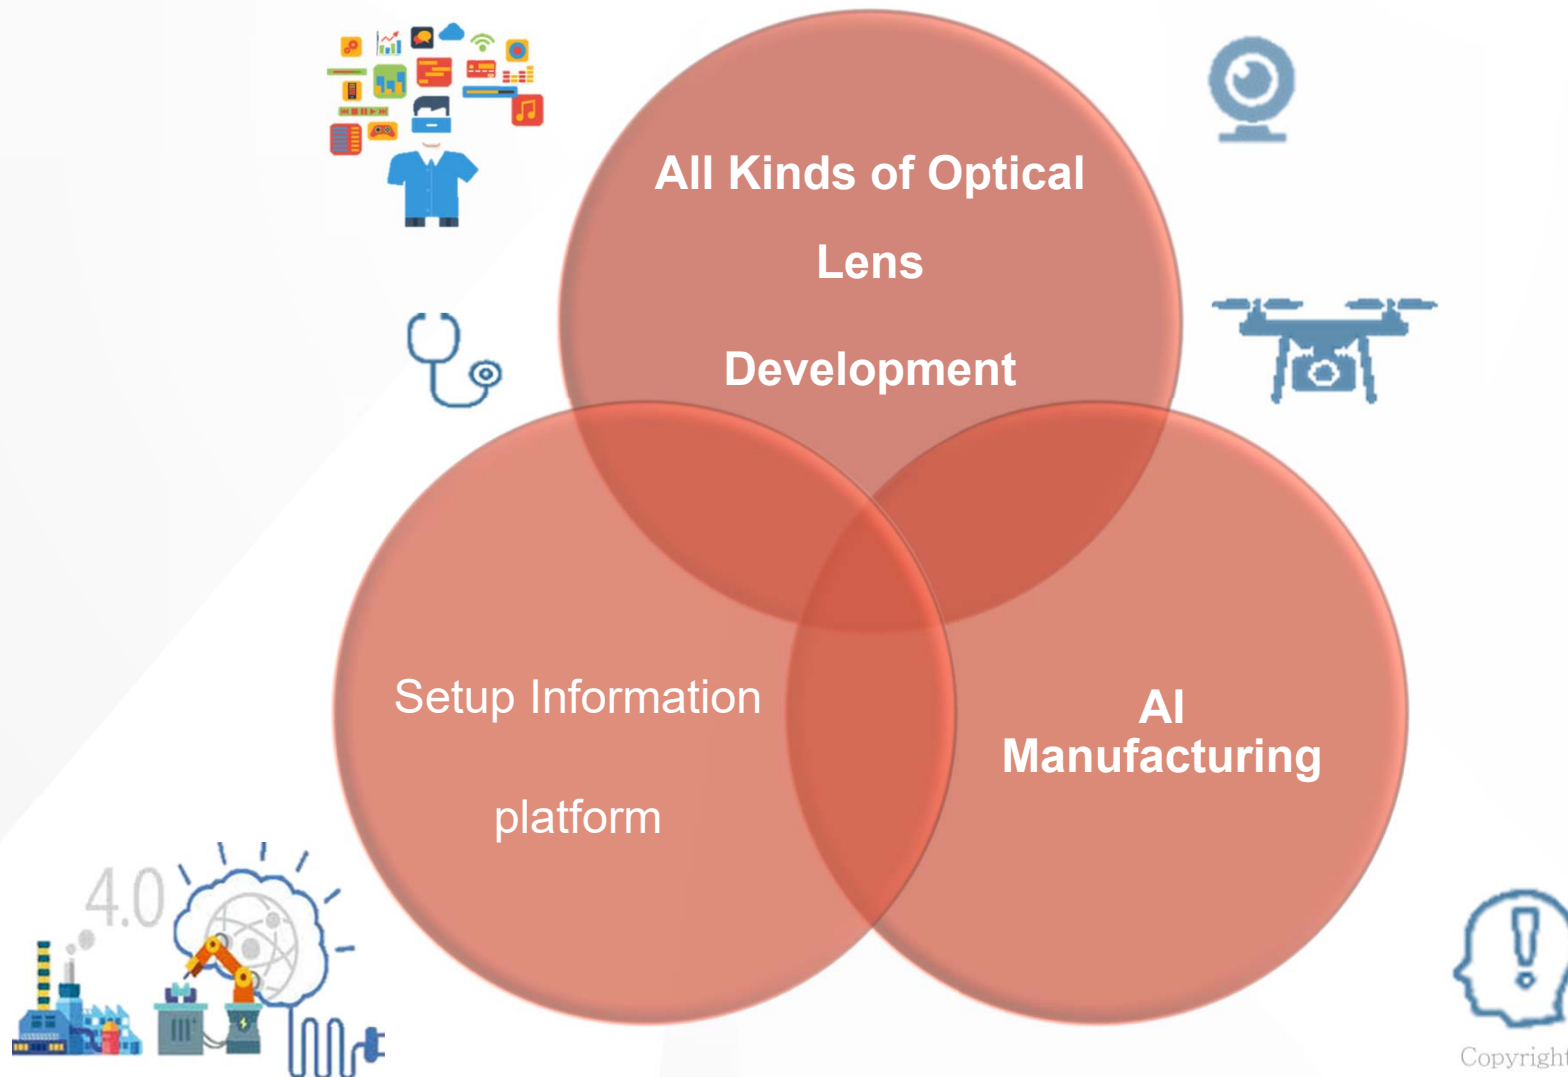 All Kinds of Optical
Lens
Development
Setup Information
platform
AI
Manufacturing
4.0
Copyright